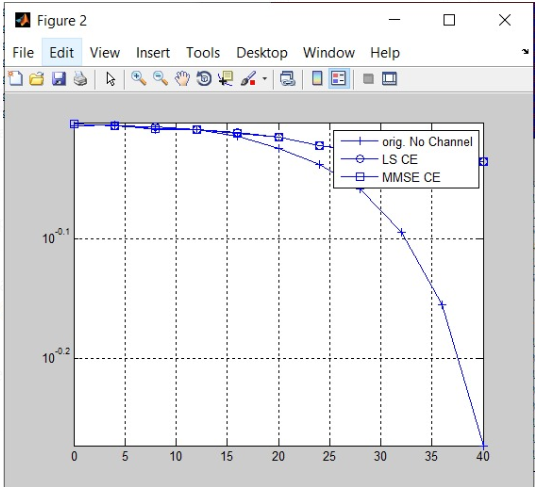 Figure 2
File Edit View Insert Tools Desktop Window Help
orig. No Channel
LS CE
MMSE CE
10^-0.1
10^-0.2
0 5 10 15 20 25 30 35 40